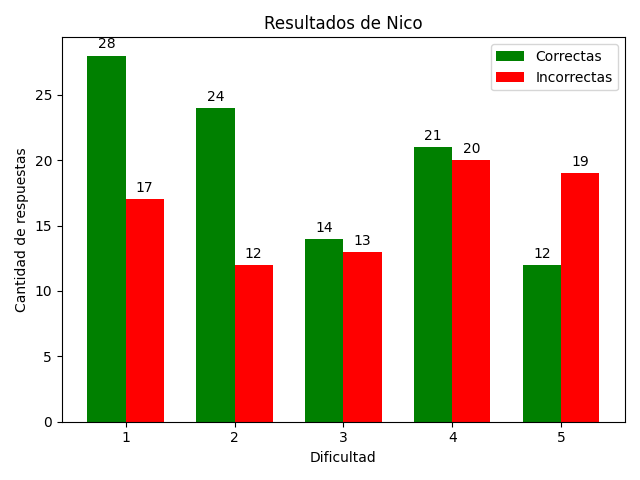 Resultados de Nico
Correctas
Incorrectas
28
17
24
12
14
13
21
20
12
19
Cantidad de respuestas
25
20
15
10
5
0
1 2 3 4 5
Dificultad